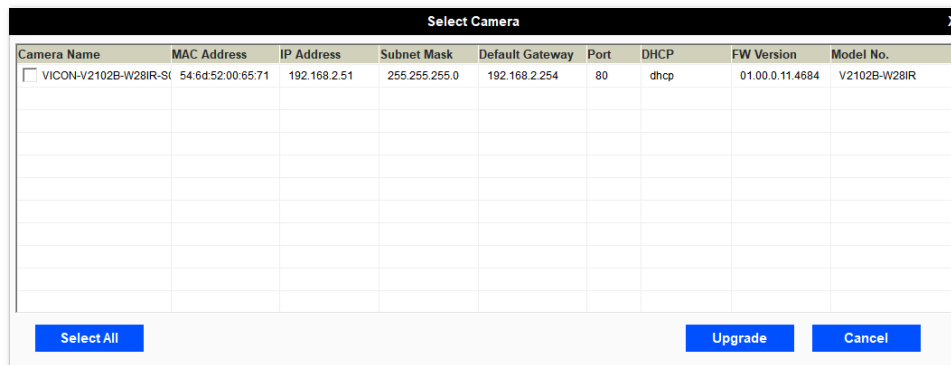 Select Camera
Camera Name MAC Address IP Address Subnet Mask Default Gateway Port DHCP FW Version Model No.
VICON-V2102B-W28IR-S 54:6d:52:00:65:71 192.168.2.51 255.255.255.0 192.168.2.254 80 dhcp 01.00.0.11.4684 V2102B-W28IR
Select All Upgrade Cancel